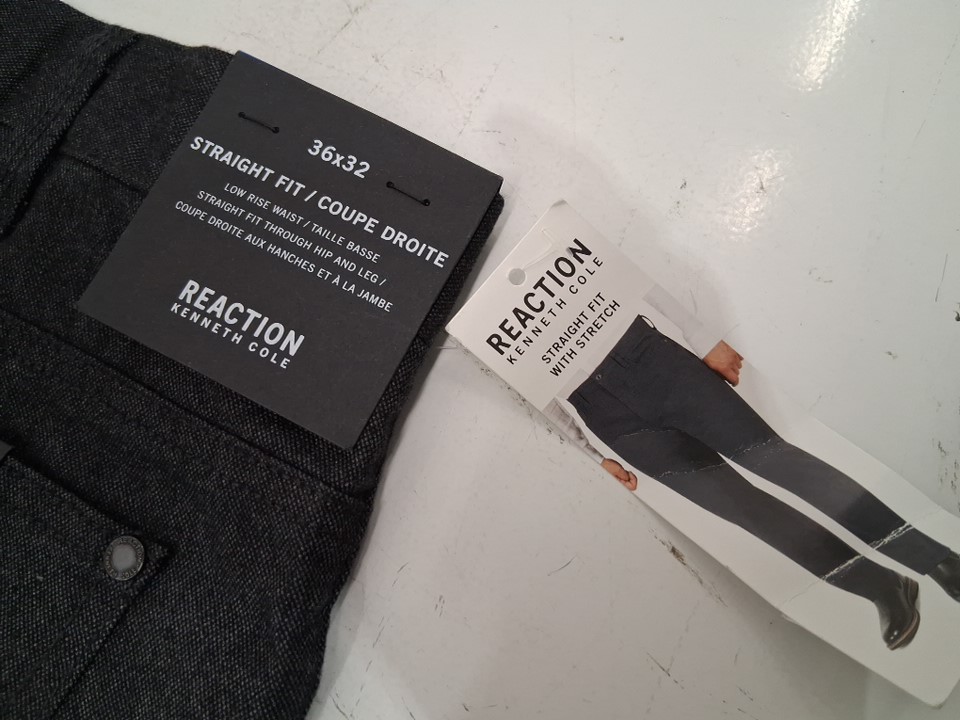 36x32
STRAIGHT FIT / COUPE DROITE
LOW RISE WAIST / TAILLE BASSE
STRAIGHT FIT THROUGH HIP AND LEG /
COUPE DROITE AUX HANCHES ET À LA JAMBE
REACTION
KENNETH COLE
REACTION
KENNETH COLE
STRAIGHT FIT
WITH STRETCH